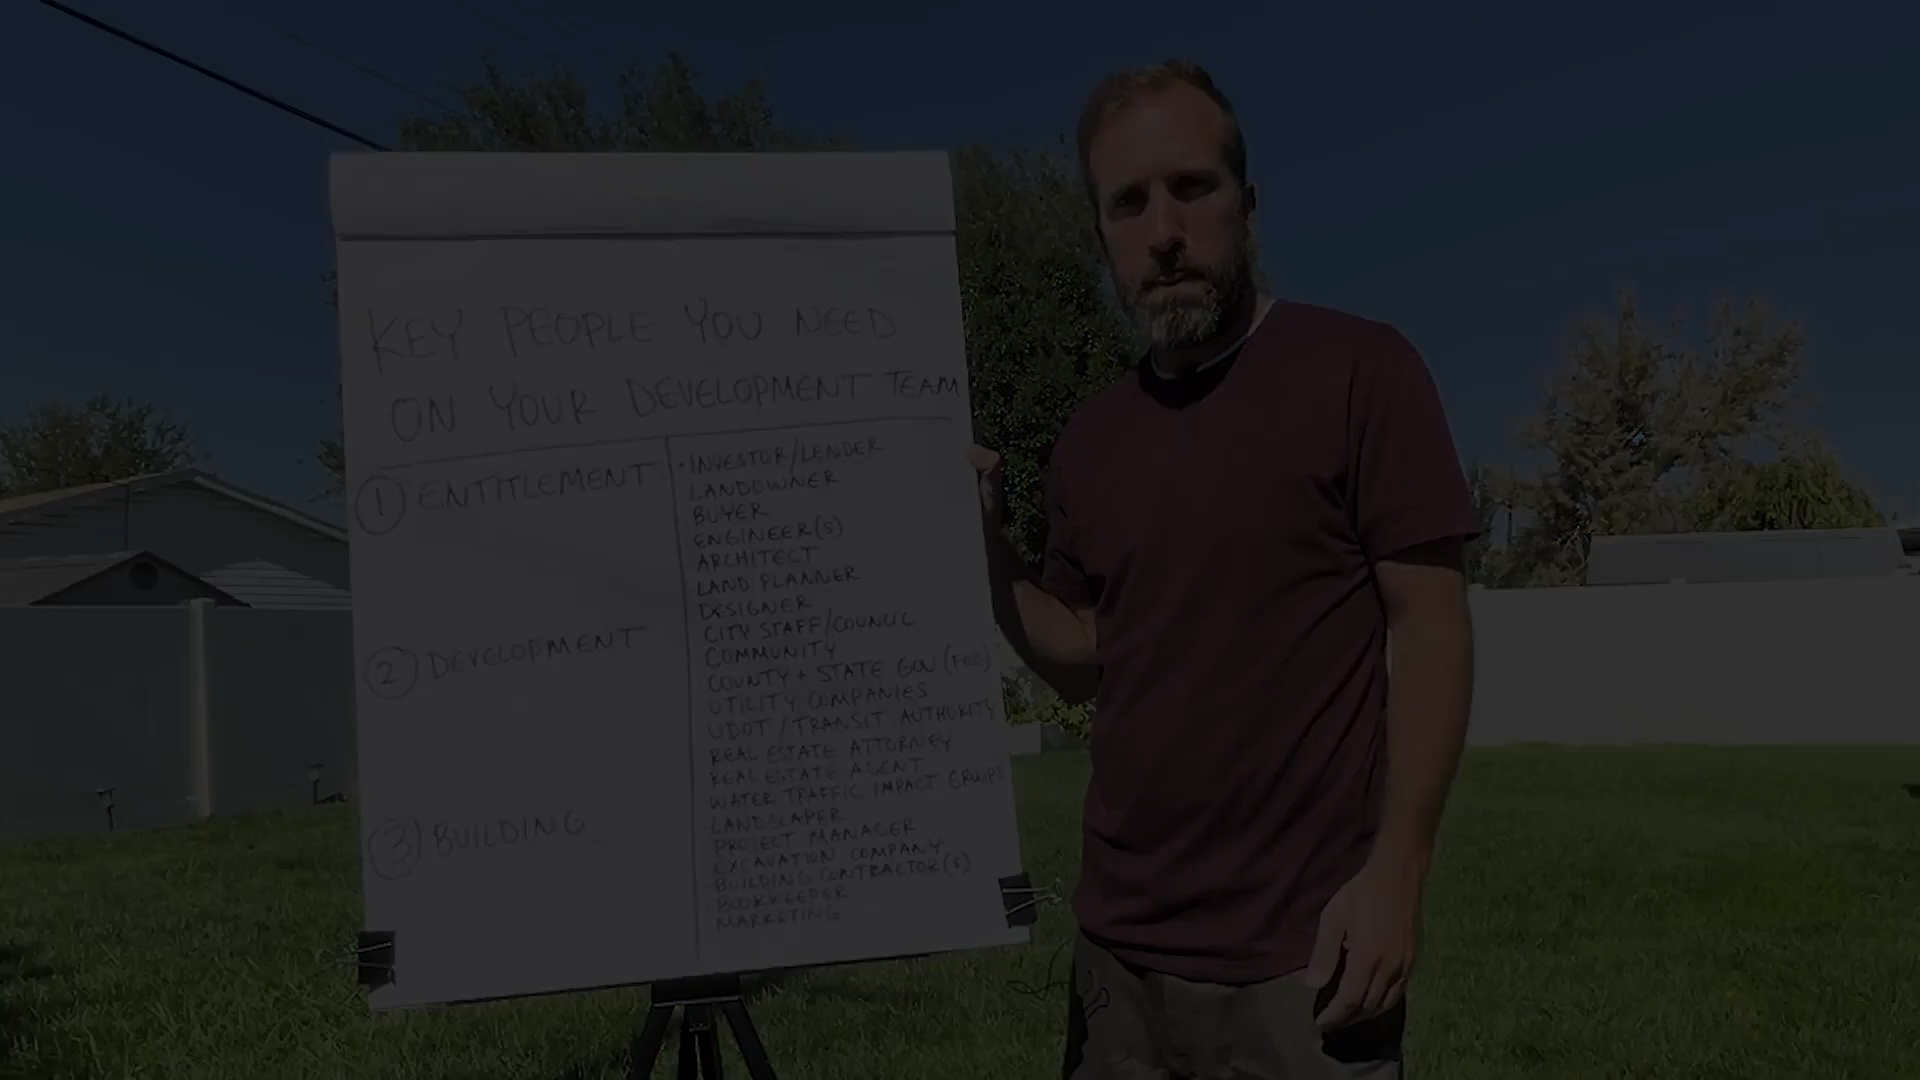 KEY PEOPLE YOU NEED
ON YOUR DEVELOPMENT TEAM
① ENTITLEMENT
② DEVELOPMENT
③ BUILDING
· INVESTOR/LENDER
LANDOWNER
BUYER
ENGINEER(S)
ARCHITECT
LAND PLANNER
DESIGNER
CITY STAFF/COUNCIL
COMMUNITY
· COUNTY + STATE GOV (FED)
UTILITY COMPANIES
UDOT / TRANSIT AUTHORITY
REAL ESTATE ATTORNEY
REAL ESTATE AGENT
WATER TRAFFIC IMPACT GROUPS
· LANDSCAPER
PROJECT MANAGER
EXCAVATION COMPANY
BUILDING CONTRACTOR(S)
· BOOKKEEPER
MARKETING